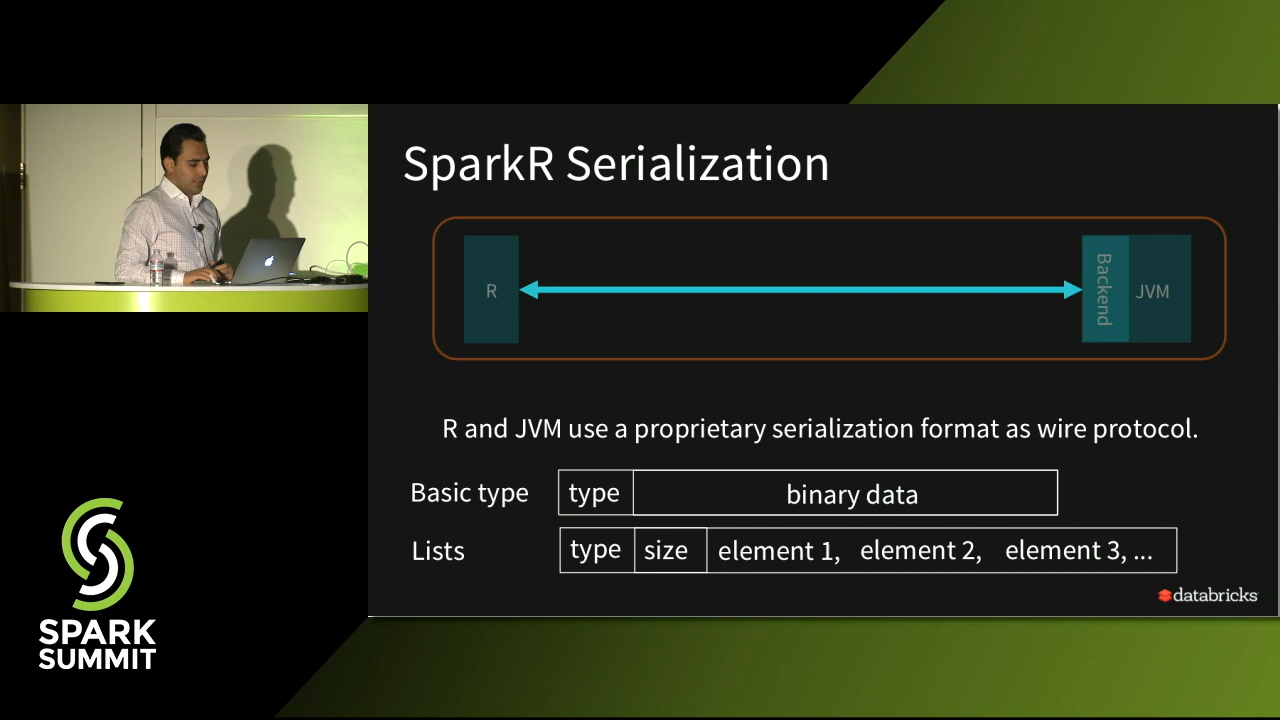 SparkR Serialization
R
Backend
JVM
R and JVM use a proprietary serialization format as wire protocol.
Basic type type binary data
Lists type size element 1, element 2, element 3, ...
databricks
SPARK
SUMMIT